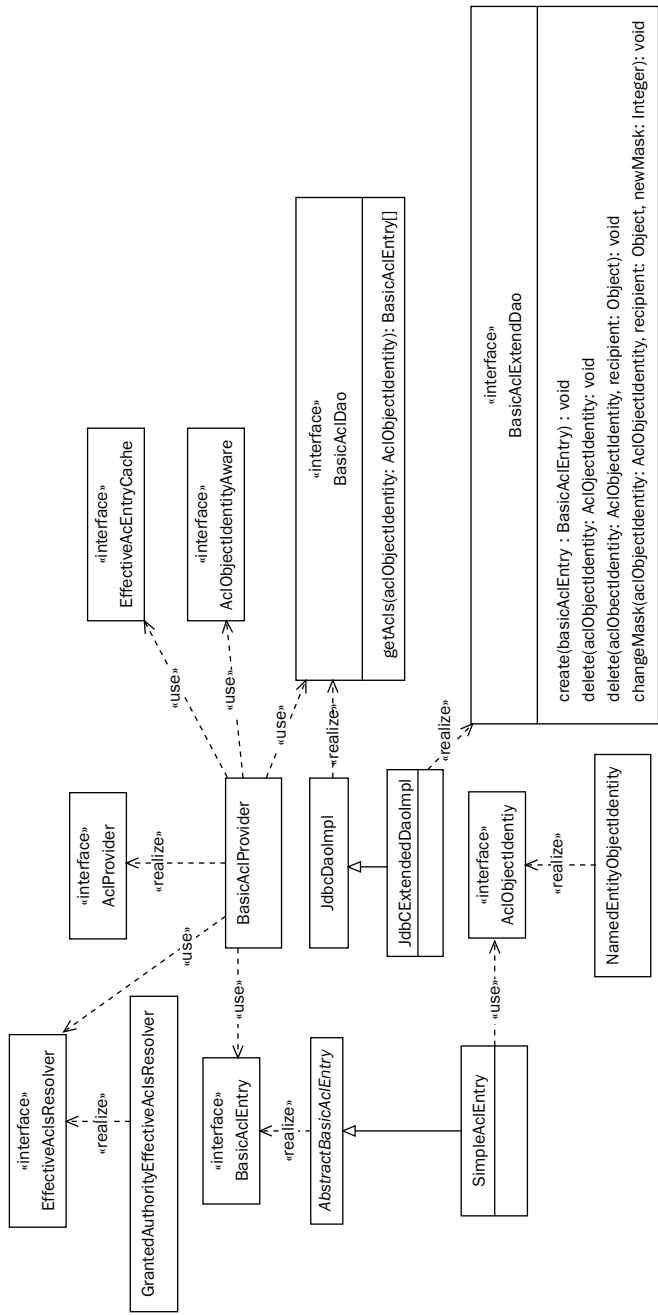 «interface»
EffectiveAclsResolver
«realize»
GrantedAuthorityEffectiveAclsResolver
«use»
«interface»
AclProvider
«realize»
BasicAclProvider
«use»
«interface»
EffectiveAcEntryCache
«use»
«interface»
AclObjectIdentityAware
«use»
«use»
«interface»
BasicAclEntry
«realize»
AbstractBasicAclEntry
SimpleAclEntry
«use»
JdbcDaoImpl
«realize»
«interface»
BasicAclDao
getAcls(aclObjectIdentity: AclObjectIdentity): BasicAclEntry[]
JdbCExtendedDaoImpl
«realize»
«interface»
AclObjectIdentiy
«realize»
NamedEntityObjectIdentity
«interface»
BasicAclExtendDao
create(basicAclEntry : BasicAclEntry) : void
delete(aclObjectIdentity: AclOjectIdentity: void
delete(aclObectIdentity: AclObjectIdentity, recipient: Object): void
changeMask(aclObjectIdentity: AclObjectIdentity, recipient: Object, newMask: Integer): void